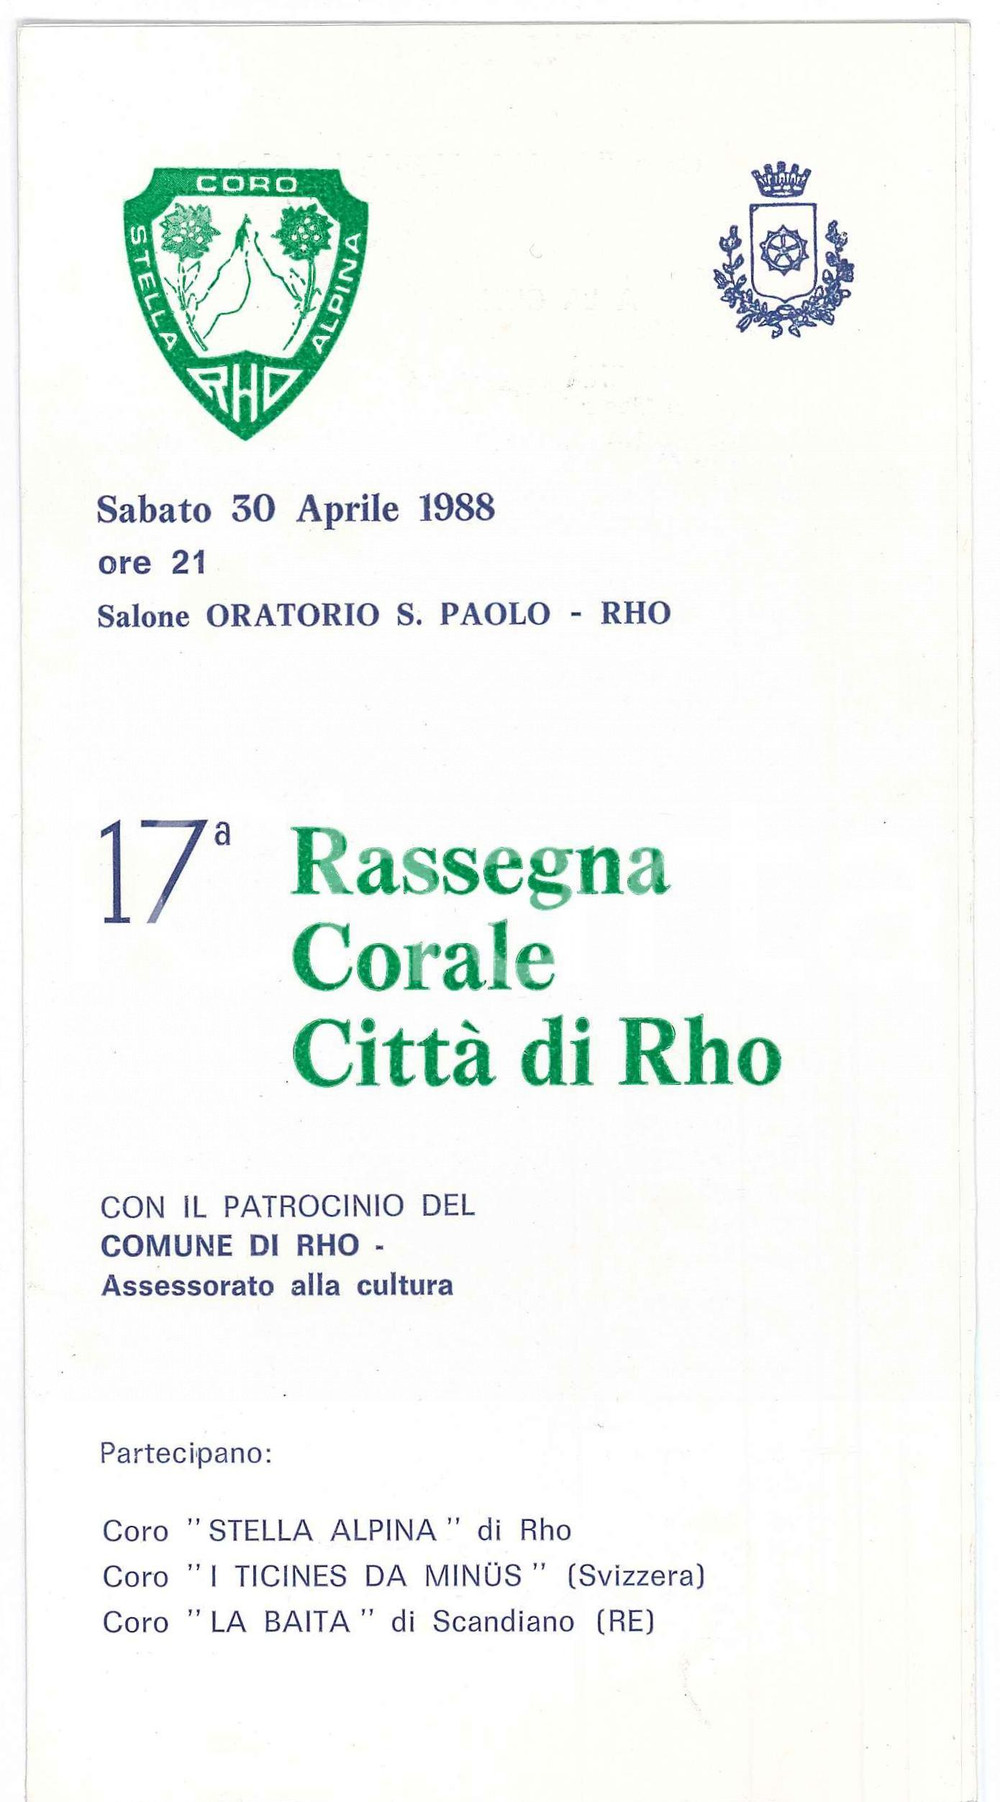 CORO
STELLA
ALPINA
RHO
Sabato 30 Aprile 1988
ore 21
Salone ORATORIO S. PAOLO - RHO
17ª Rassegna
Corale
Città di Rho
CON IL PATROCINIO DEL
COMUNE DI RHO -
Assessorato alla cultura
Partecipano:
Coro "STELLA ALPINA" di Rho
Coro "I TICINES DA MINÜS" (Svizzera)
Coro "LA BAITA" di Scandiano (RE)